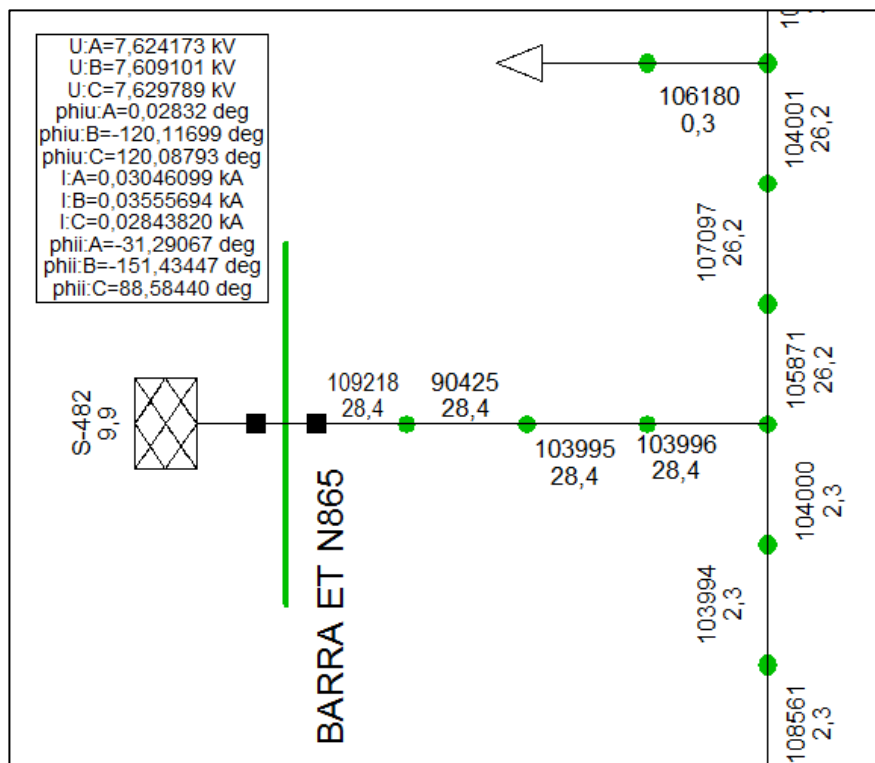 U:A=7,624173 kV
U:B=7,609101 kV
U:C=7,629789 kV
phiu:A=0,02832 deg
phiu:B=-120,11699 deg
phiu:C=120,08793 deg
I:A=0,03046099 kA
I:B=0,03555694 kA
I:C=0,02843820 kA
phii:A=-31,29067 deg
phii:B=-151,43447 deg
phii:C=88,58440 deg
106180
0,3
104001
26,2
107097
26,2
105871
26,2
S-482
9,9
109218
28,4
90425
28,4
103995
28,4
103996
28,4
BARRA ET N865
104000
2,3
103994
2,3
108561
2,3